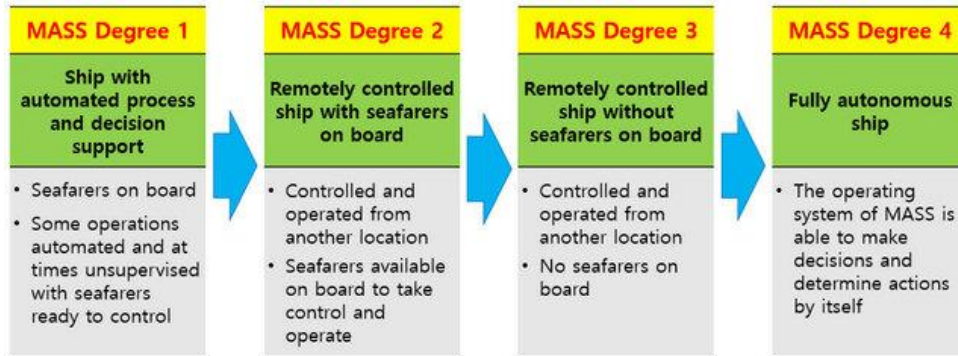 MASS Degree 1
Ship with
automated process
and decision
support
• Seafarers on board
• Some operations
automated and at
times unsupervised
with seafarers
ready to control
MASS Degree 2
Remotely controlled
ship with seafarers
on board
• Controlled and
operated from
another location
• Seafarers available
on board to take
control and
operate
MASS Degree 3
Remotely controlled
ship without
seafarers on board
• Controlled and
operated from
another location
• No seafarers on
board
MASS Degree 4
Fully autonomous
ship
• The operating
system of MASS is
able to make
decisions and
determine actions
by itself